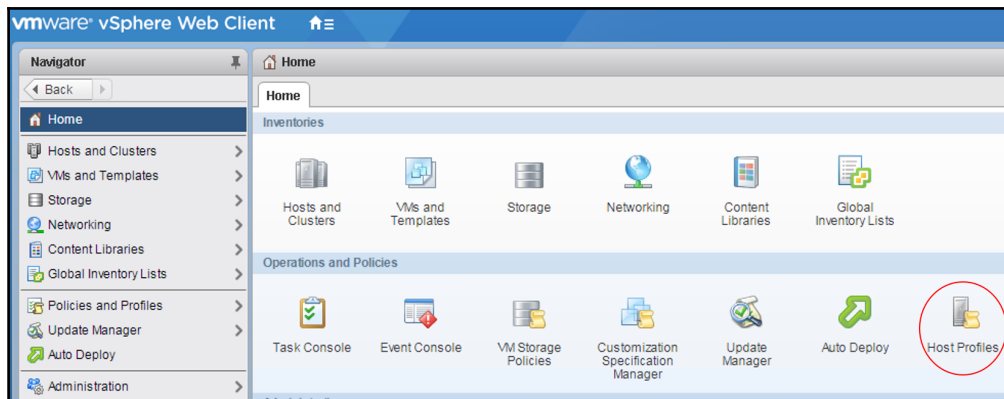 vmware® vSphere Web Client
Navigator
Back
Home
Hosts and Clusters
VMs and Templates
Storage
Networking
Content Libraries
Global Inventory Lists
Policies and Profiles
Update Manager
Auto Deploy
Administration
Home
Home
Inventories
Hosts and
Clusters
VMs and
Templates
Storage
Networking
Content
Libraries
Global
Inventory Lists
Operations and Policies
Task Console
Event Console
VM Storage
Policies
Customization
Specification
Manager
Update
Manager
Auto Deploy
Host Profiles